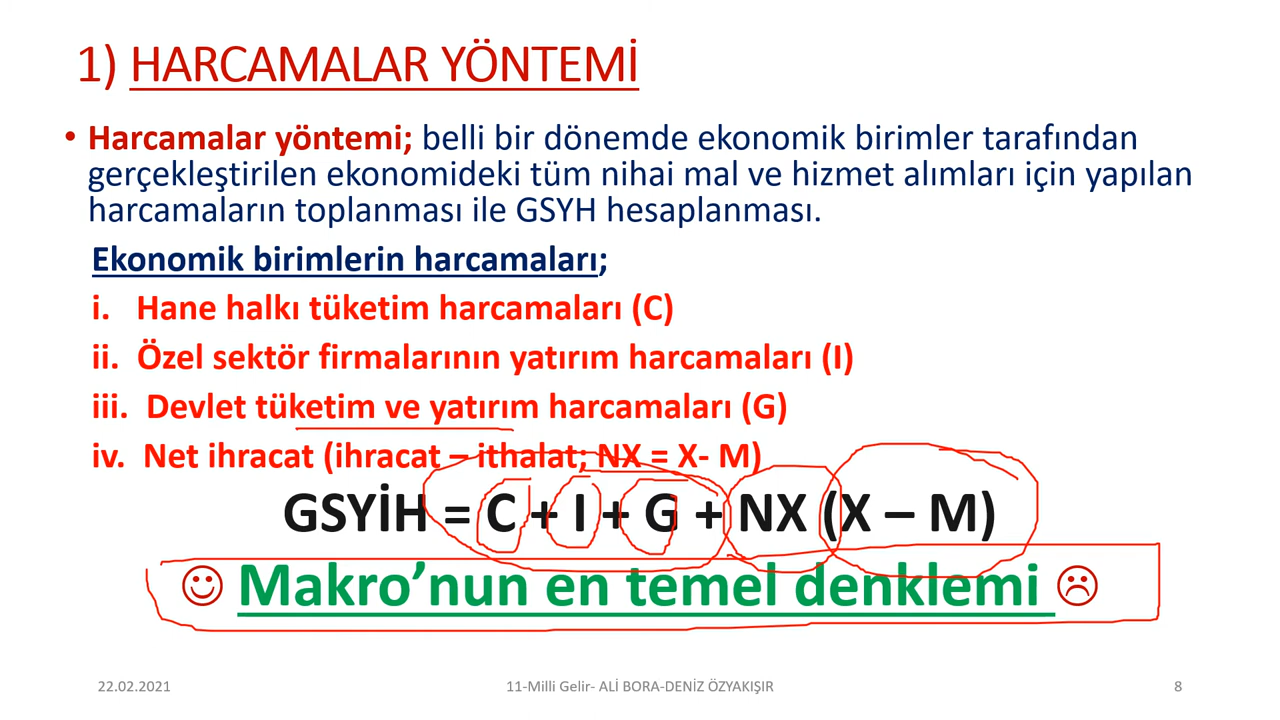 1) HARCAMALAR YÖNTEMİ
• Harcamalar yöntemi; belli bir dönemde ekonomik birimler tarafından
gerçekleştirilen ekonomideki tüm nihai mal ve hizmet alımları için yapılan
harcamaların toplanması ile GSYH hesaplanması.
Ekonomik birimlerin harcamaları;
i. Hane halkı tüketim harcamaları (C)
ii. Özel sektör firmalarının yatırım harcamaları (I)
iii. Devlet tüketim ve yatırım harcamaları (G)
iv. Net ihracat (ihracat – ithalat; NX = X- M)
GSYİH = C + I + G + NX (X – M)
Makro’nun en temel denklemi
22.02.2021
11-Milli Gelir- ALİ BORA-DENİZ ÖZYAKIŞIR
8